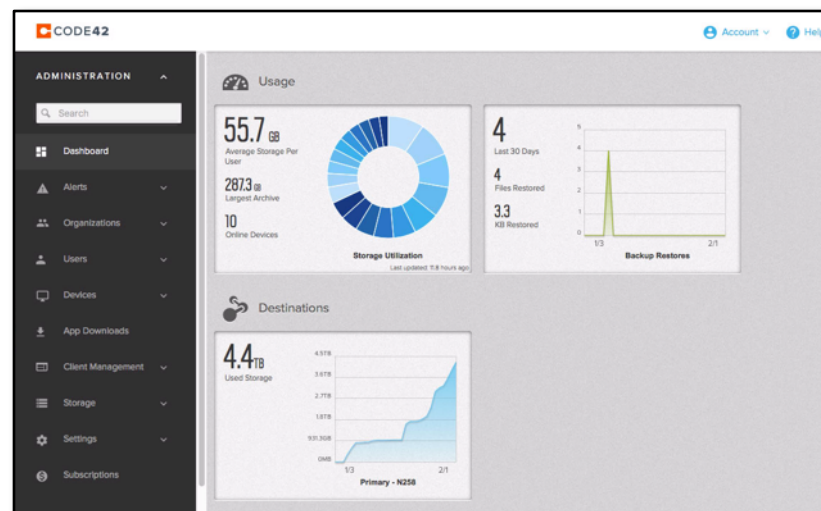 CODE42
Account
Help
ADMINISTRATION
Search
Dashboard
Alerts
Organizations
Users
Devices
App Downloads
Client Management
Storage
Settings
Subscriptions
Usage
55.7 GB
Average Storage Per
User
287.3 GB
Largest Archive
10
Online Devices
Storage Utilization
Last updated: 11.8 hours ago
4
Last 30 Days
4
Files Restored
3.3
KB Restored
5
4
3
2
1
0
1/3
2/1
Backup Restores
Destinations
4.4TB
Used Storage
4.5TB
3.6TB
2.7TB
1.8TB
931.3GB
0MB
1/3
2/1
Primary - N258